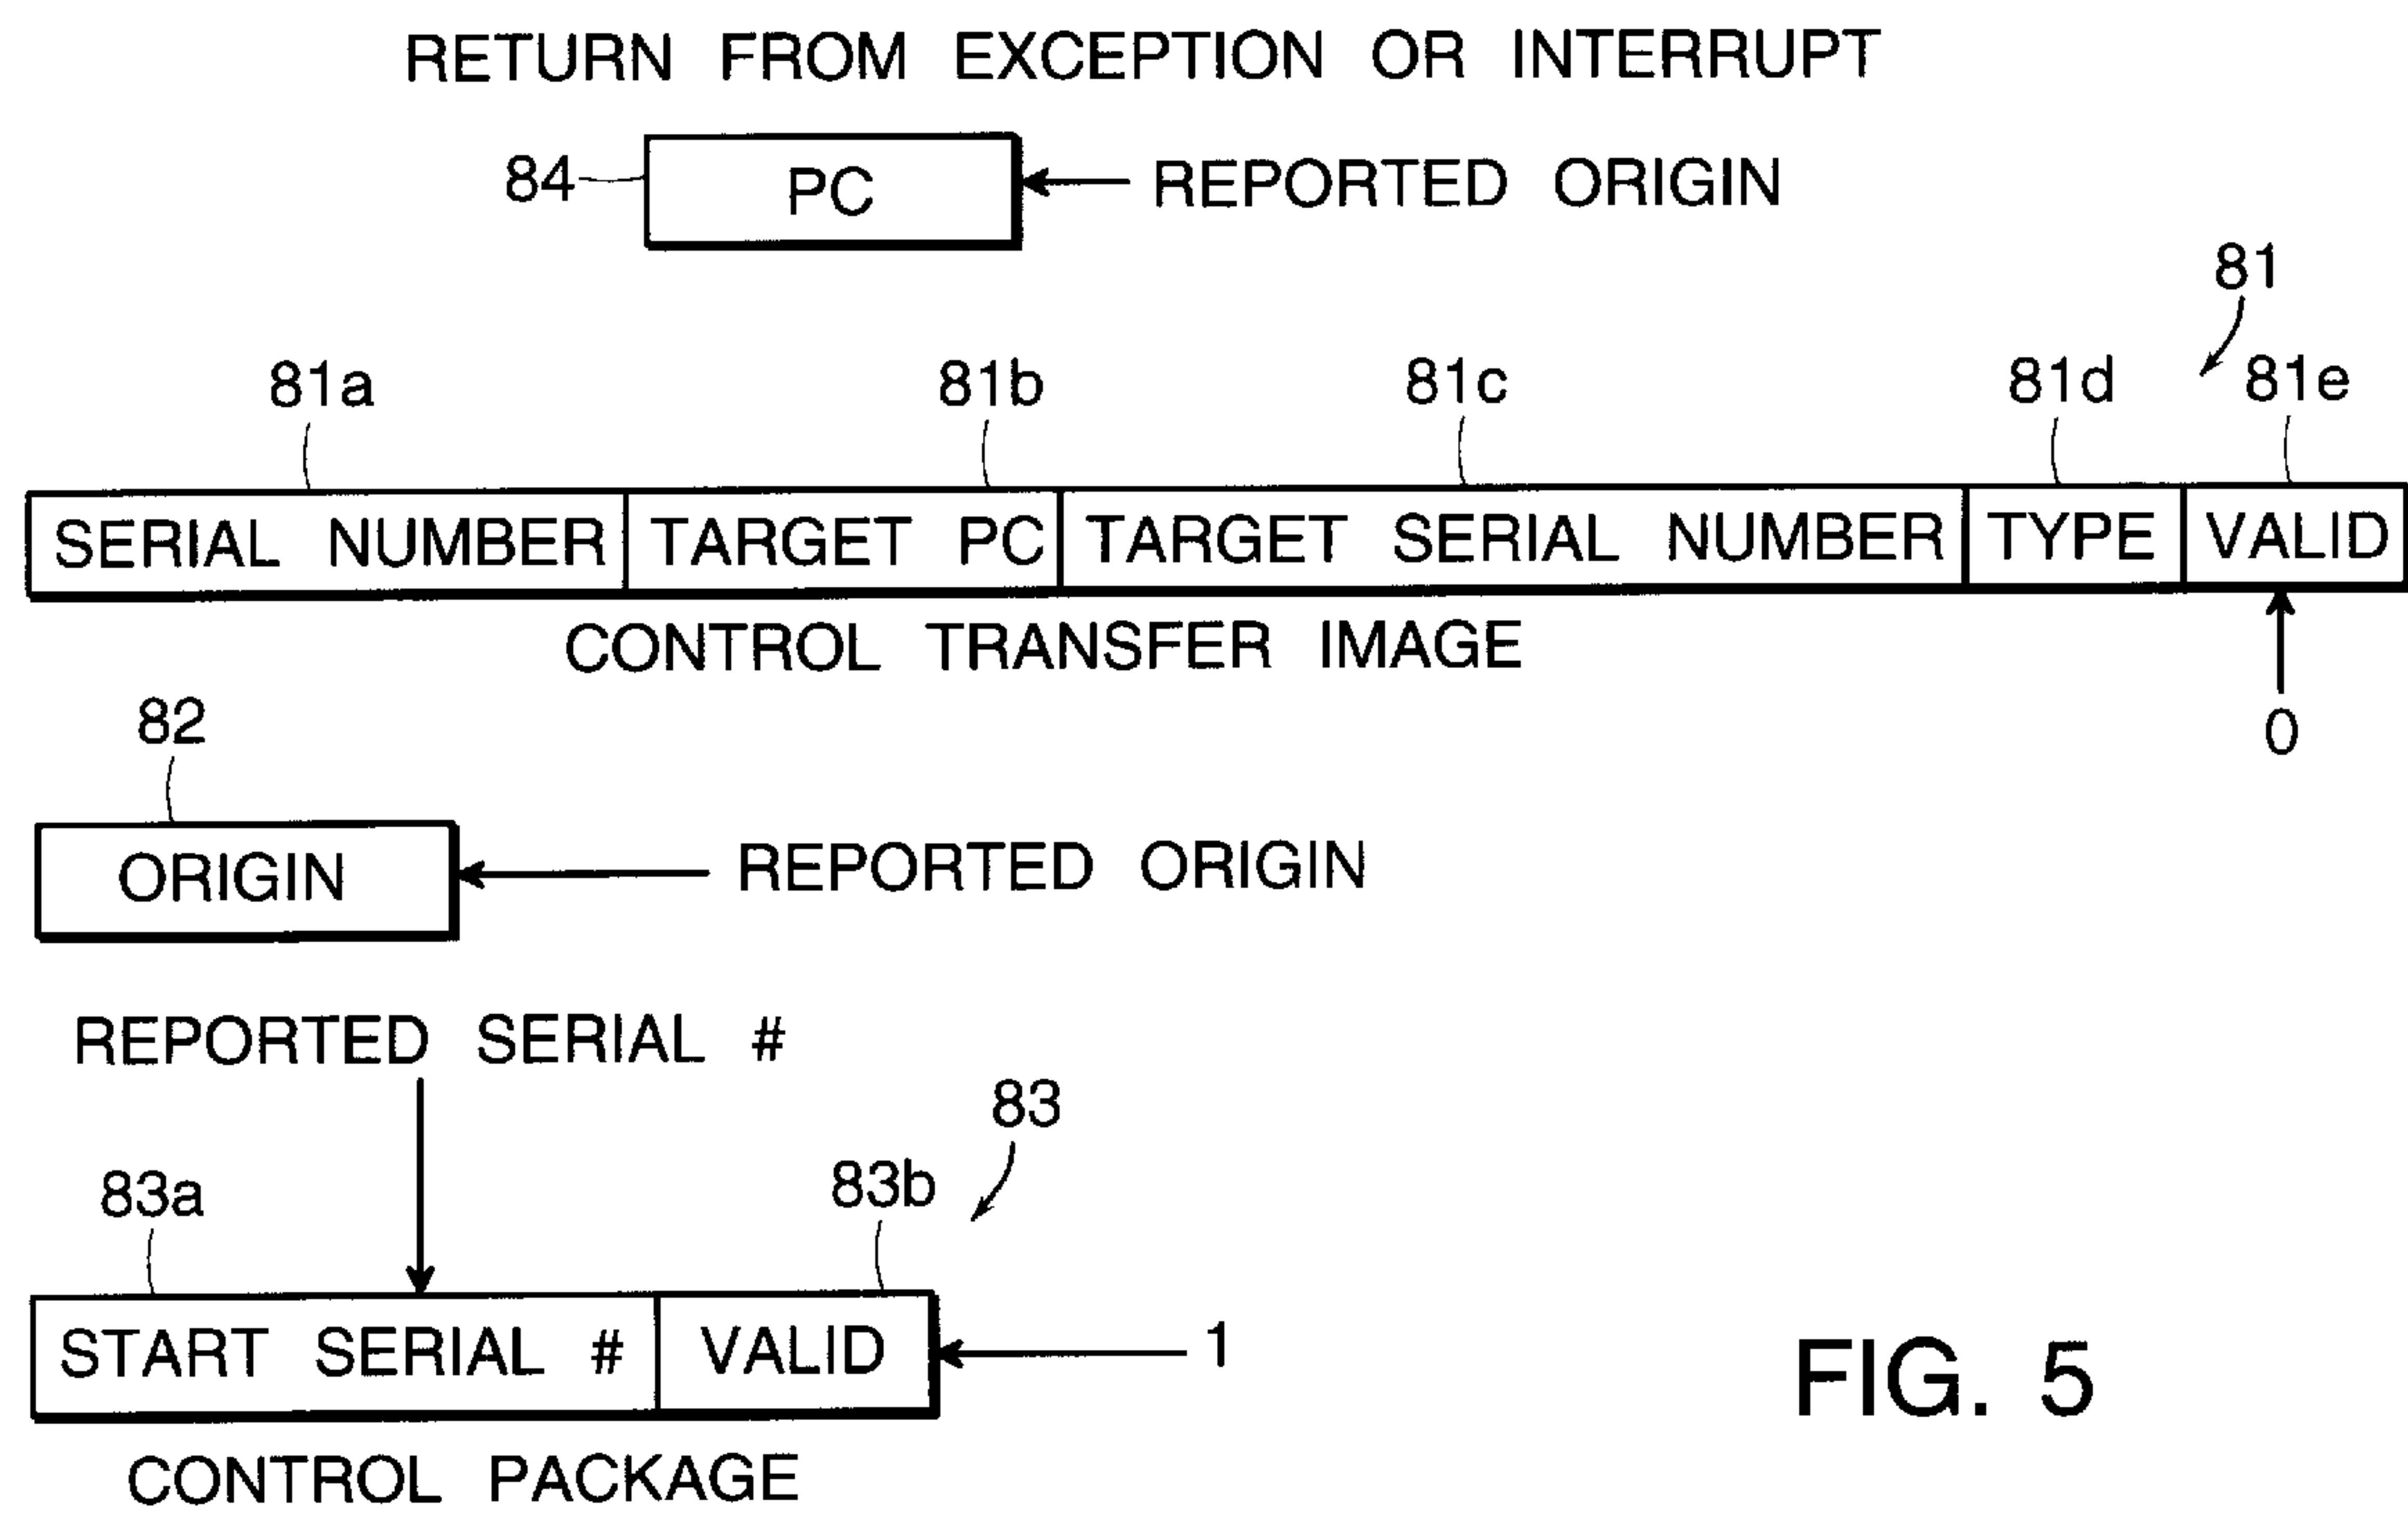 RETURN FROM EXCEPTION OR INTERRUPT
84 PC REPORTED ORIGIN
81
81a 81b 81c 81d 81e
SERIAL NUMBER TARGET PC TARGET SERIAL NUMBER TYPE VALID
CONTROL TRANSFER IMAGE
0
82
ORIGIN REPORTED ORIGIN
REPORTED SERIAL #
83
83a 83b
START SERIAL # VALID 1
CONTROL PACKAGE
FIG. 5